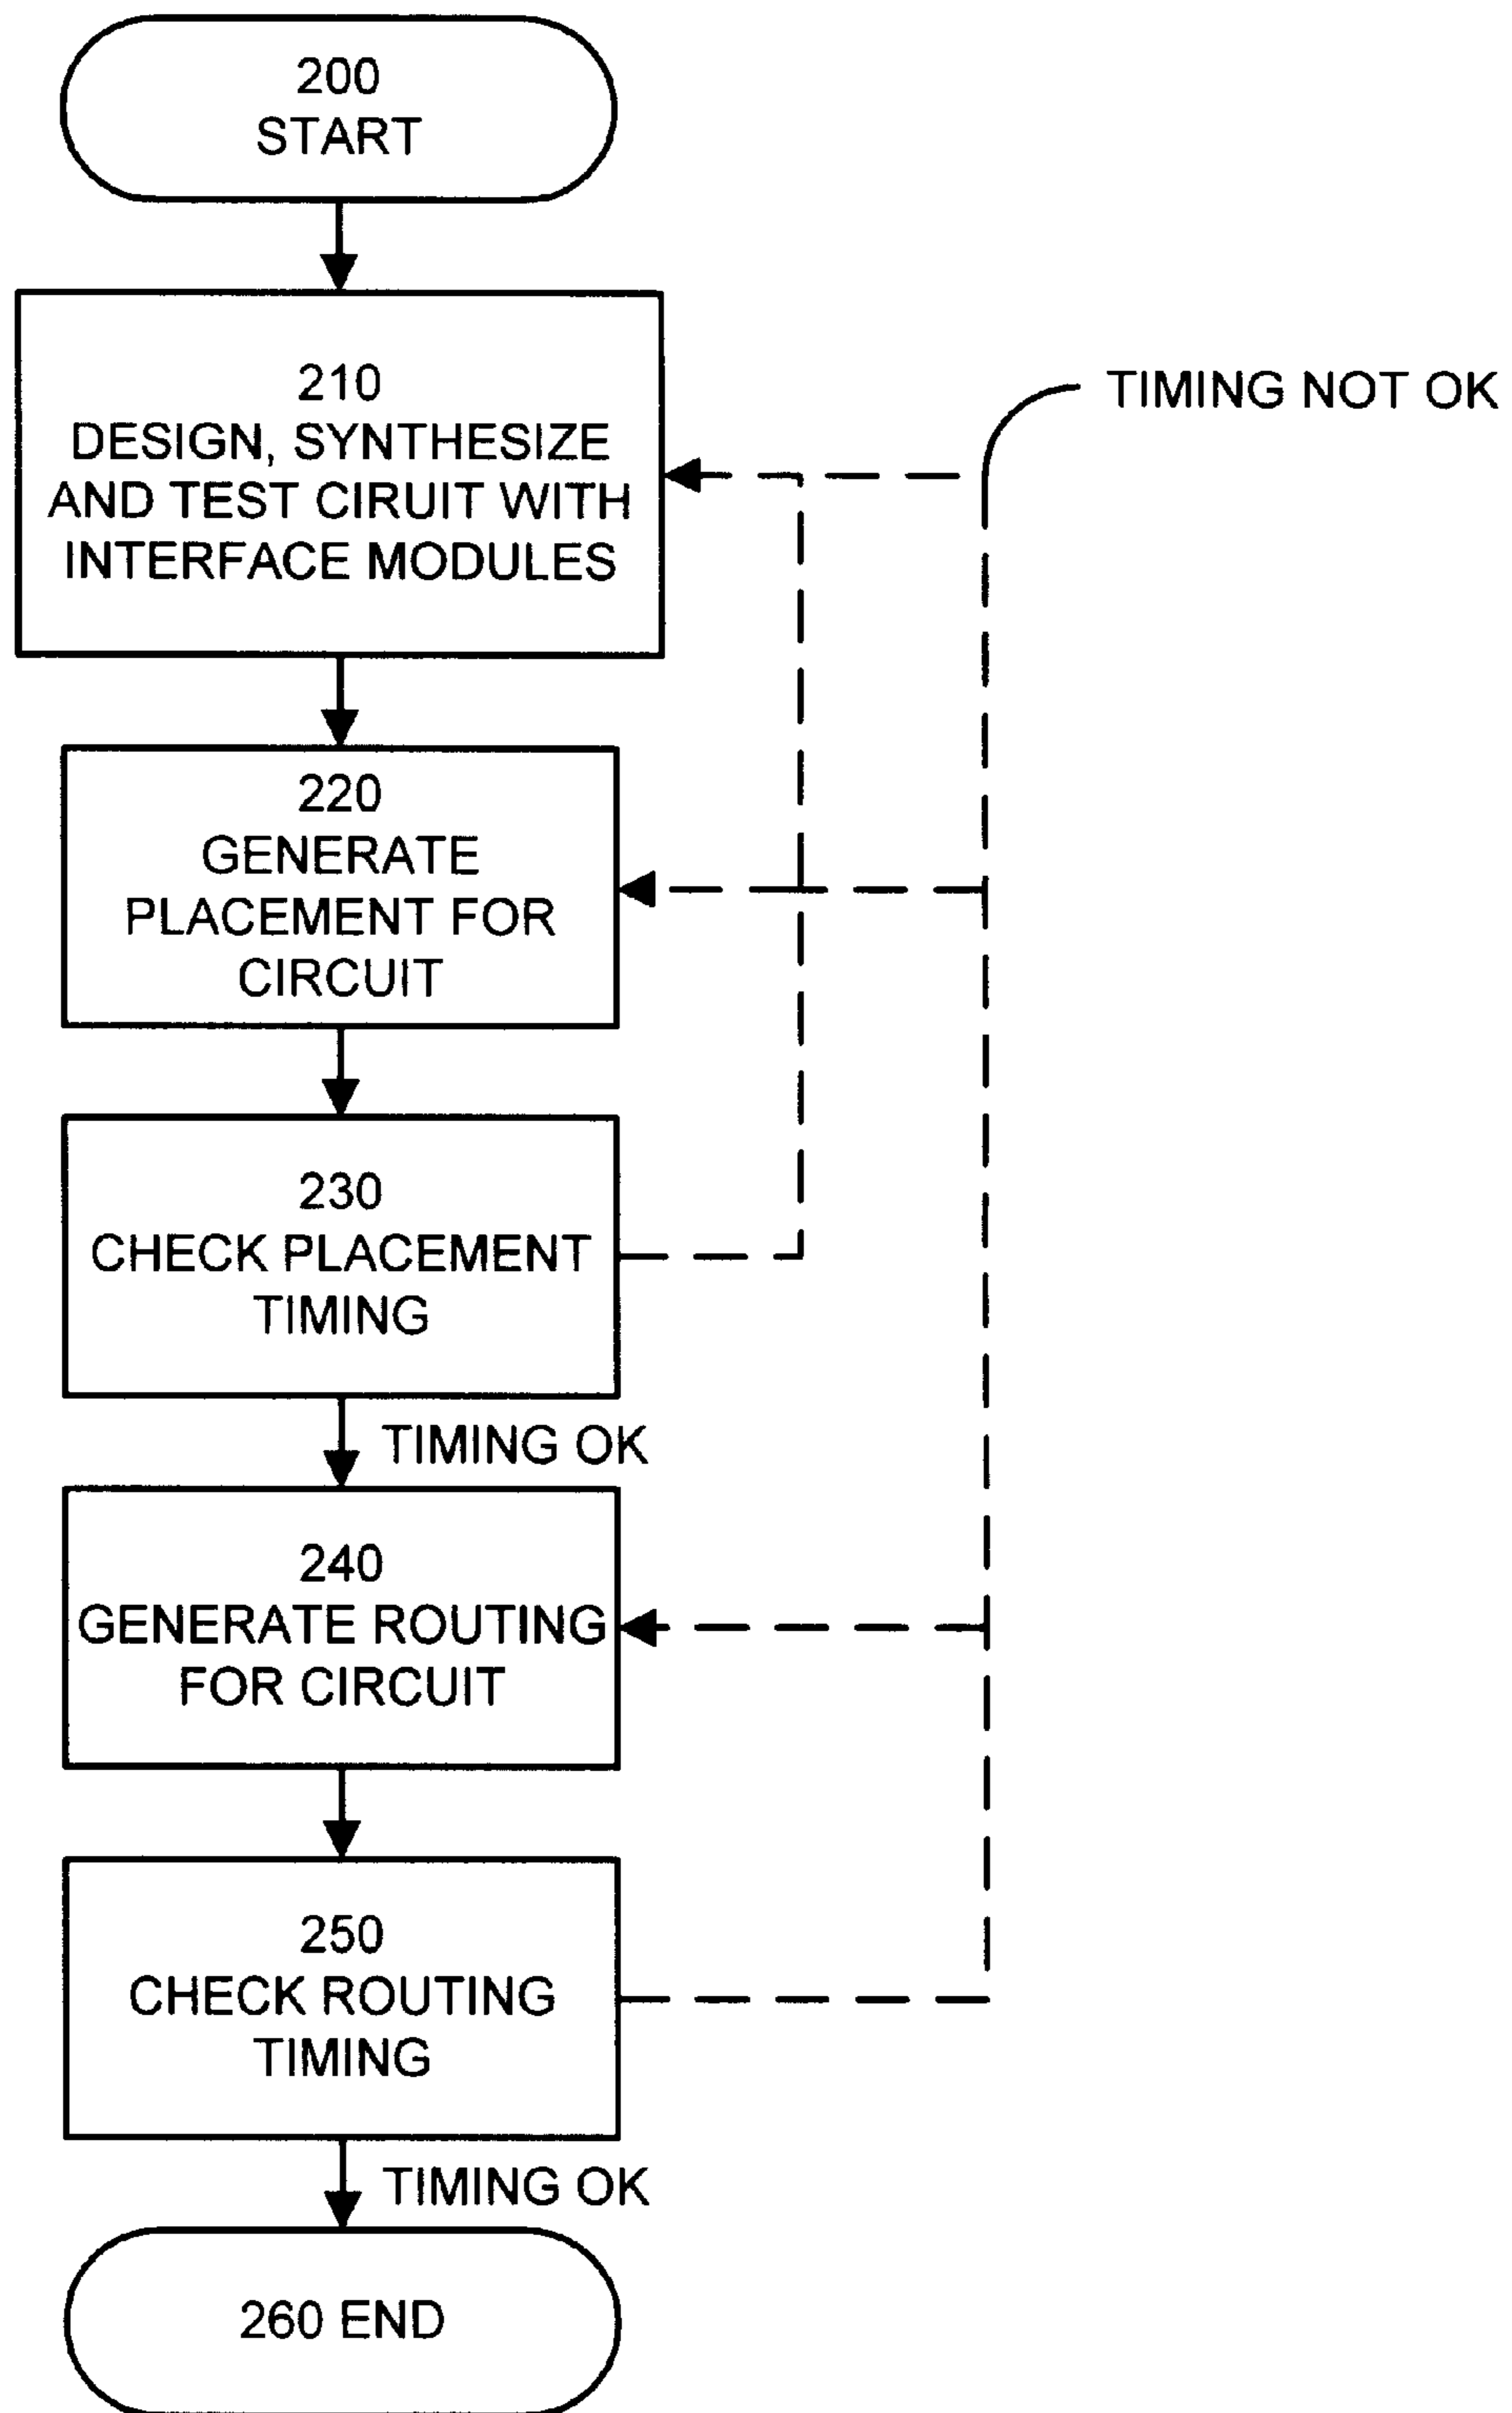 200
START
210
DESIGN, SYNTHESIZE
AND TEST CIRUIT WITH
INTERFACE MODULES
TIMING NOT OK
220
GENERATE
PLACEMENT FOR
CIRCUIT
230
CHECK PLACEMENT
TIMING
TIMING OK
240
GENERATE ROUTING
FOR CIRCUIT
250
CHECK ROUTING
TIMING
TIMING OK
260 END